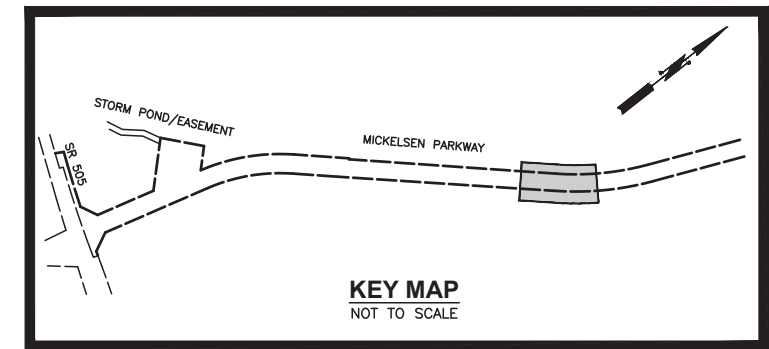 STORM POND/EASEMENT
MICKELSEN PARKWAY
SR 505
KEY MAP
NOT TO SCALE